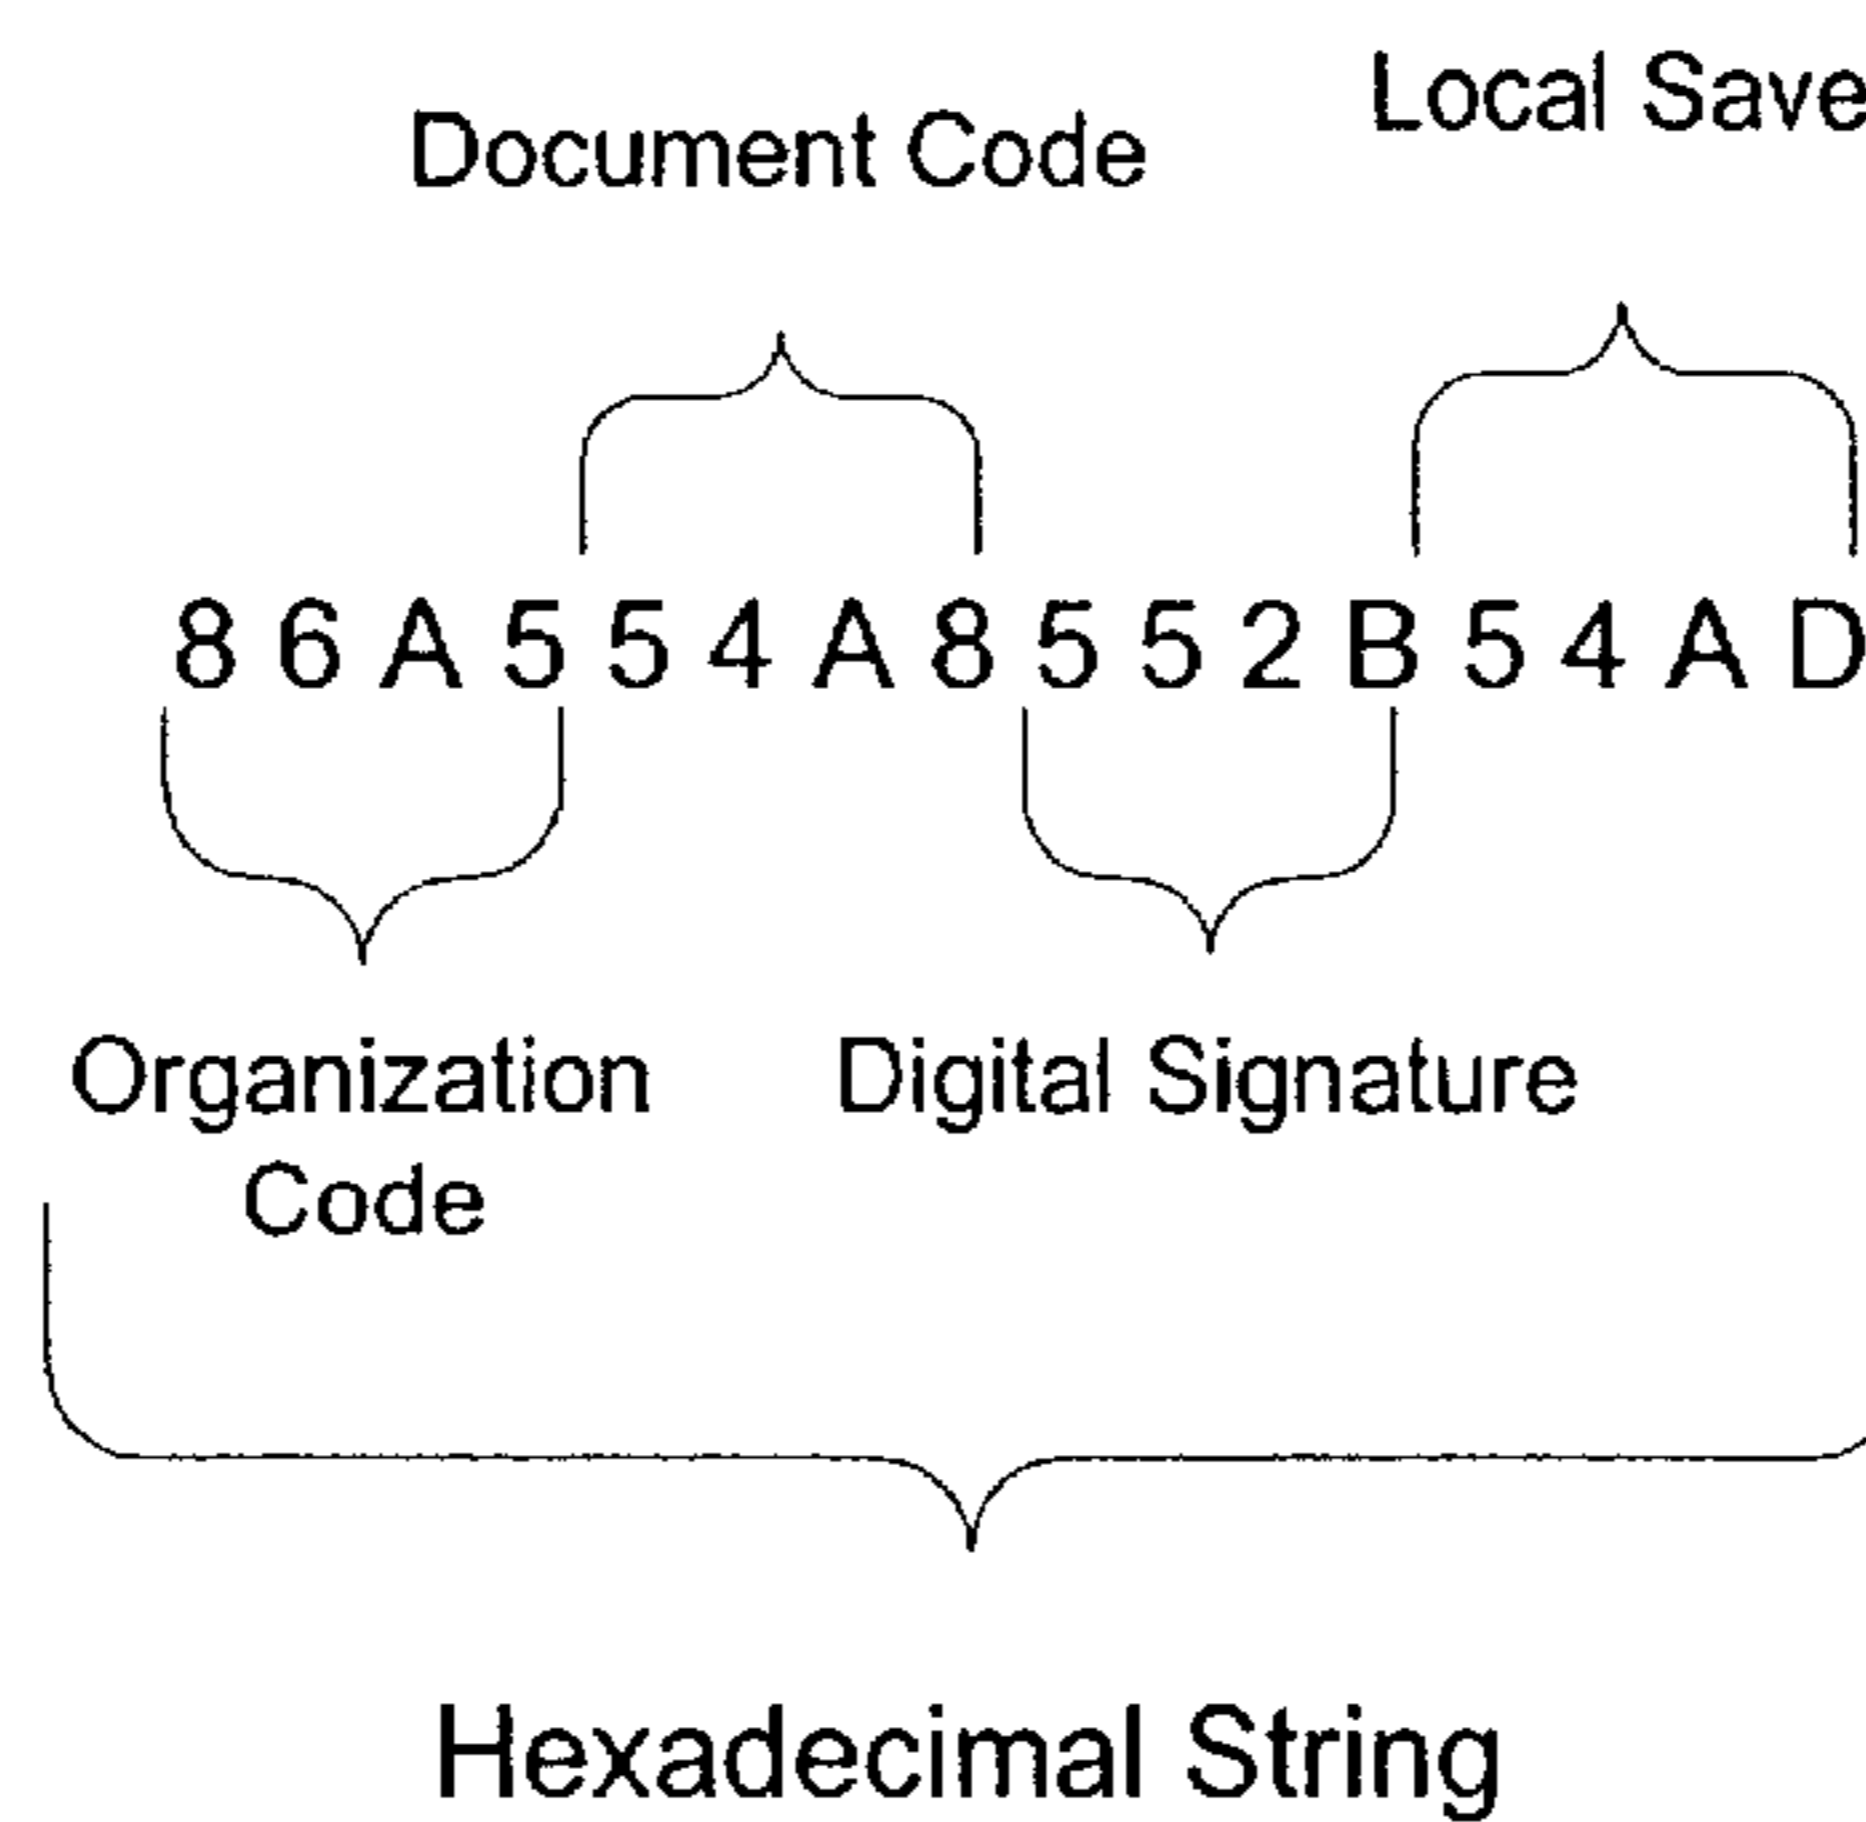 Local Save
Document Code
8 6 A 5 5 4 A 8 5 5 2 B 5 4 A D
Organization
Code
Digital Signature
Hexadecimal String